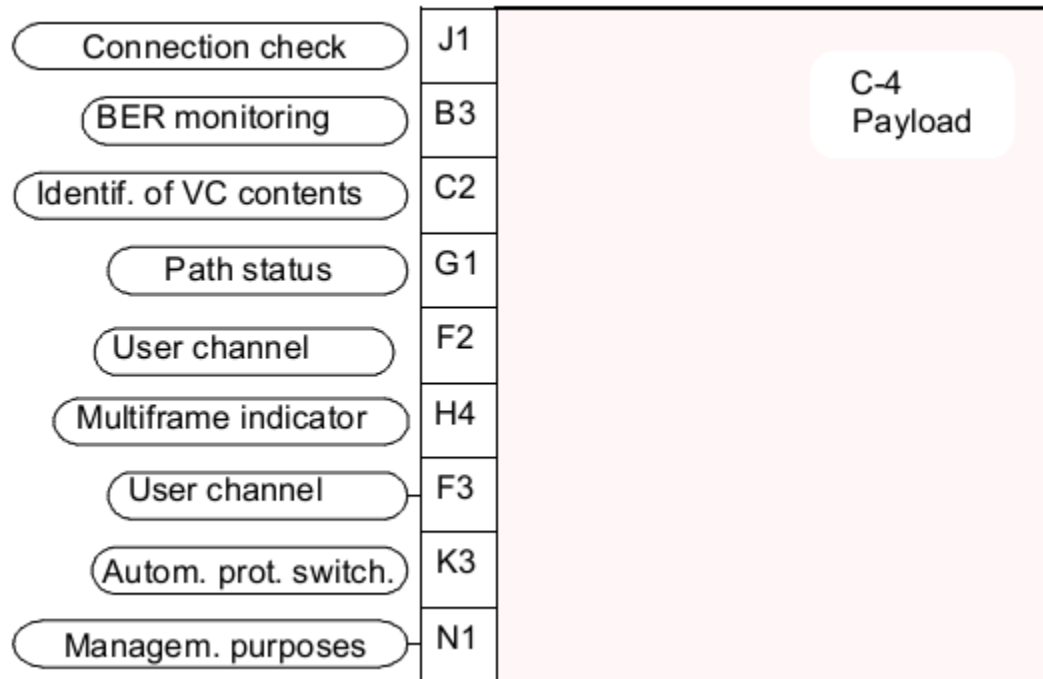 Connection check J1
C-4
Payload
BER monitoring B3
Identif. of VC contents C2
Path status G1
User channel F2
Multiframe indicator H4
User channel F3
Autom. prot. switch. K3
Managem. purposes N1